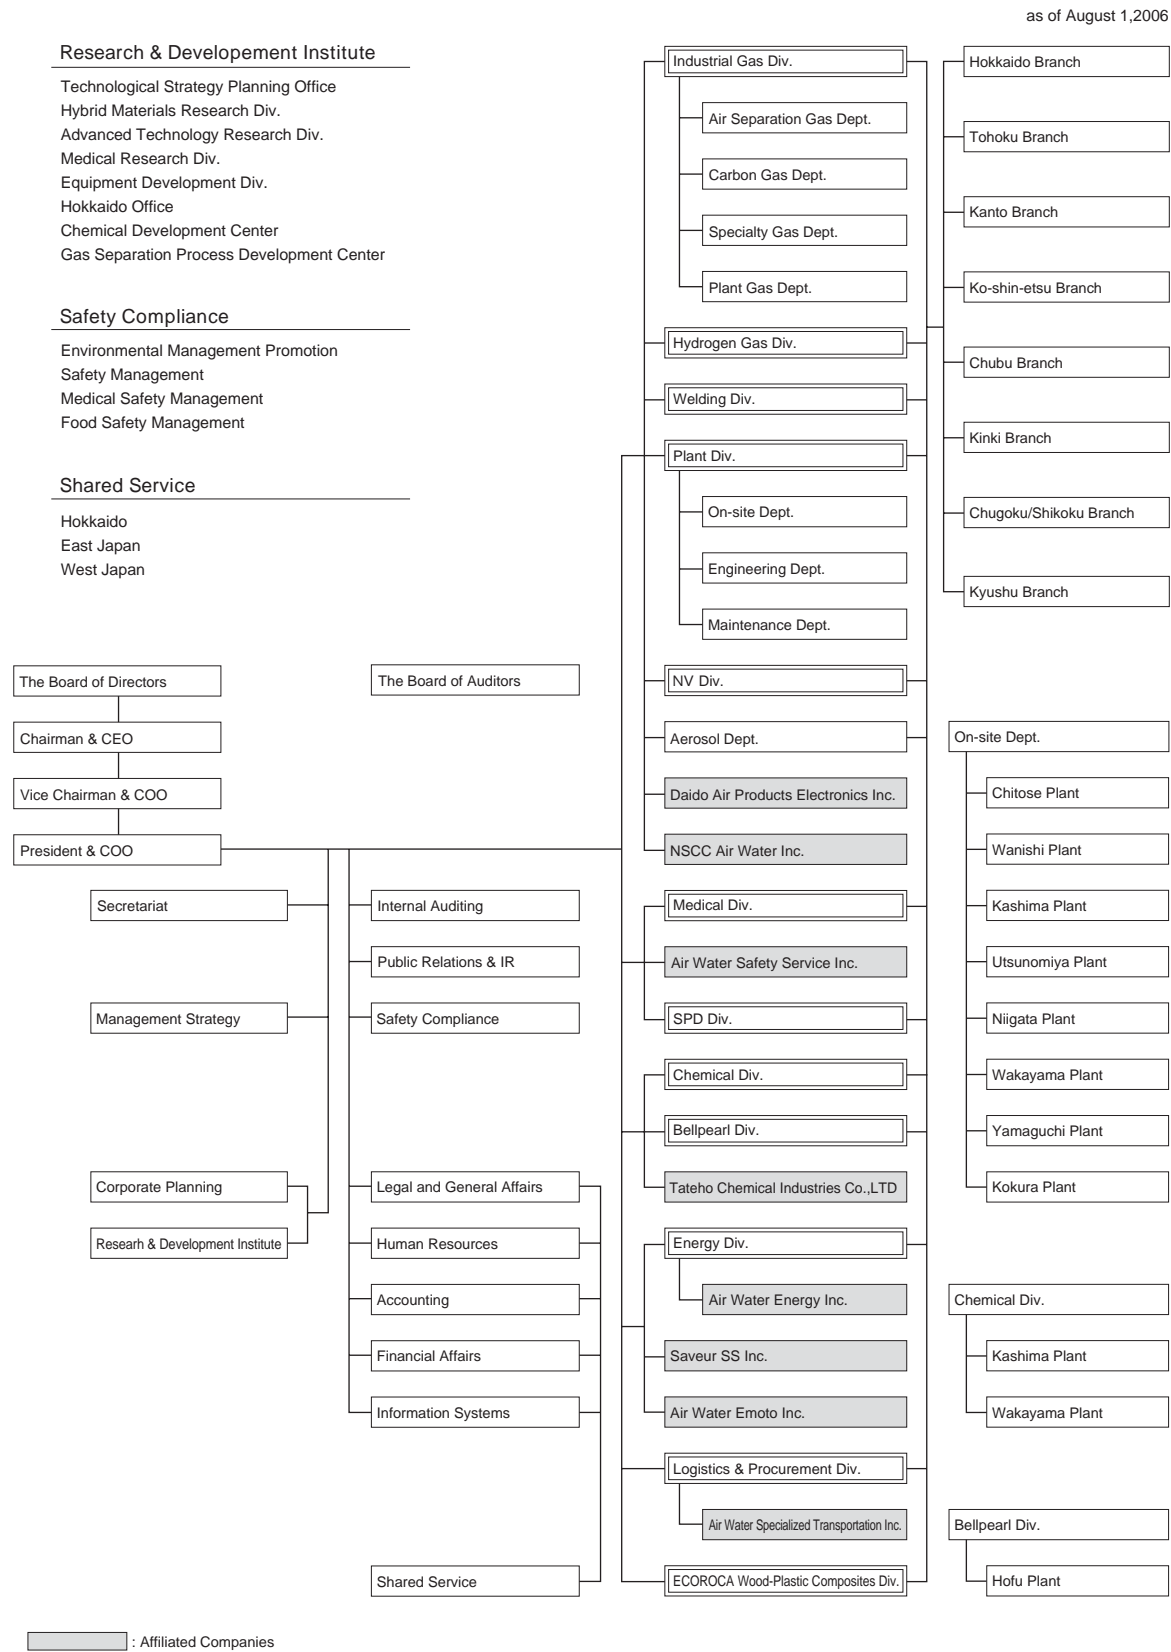 as of August 1,2006
Research & Developement Institute
Technological Strategy Planning Office
Hybrid Materials Research Div.
Advanced Technology Research Div.
Medical Research Div.
Equipment Development Div.
Hokkaido Office
Chemical Development Center
Gas Separation Process Development Center
Safety Compliance
Environmental Management Promotion
Safety Management
Medical Safety Management
Food Safety Management
Shared Service
Hokkaido
East Japan
West Japan
The Board of Directors
Chairman & CEO
Vice Chairman & COO
President & COO
The Board of Auditors
Secretariat
Management Strategy
Corporate Planning
Researh & Development Institute
Internal Auditing
Public Relations & IR
Safety Compliance
Legal and General Affairs
Human Resources
Accounting
Financial Affairs
Information Systems
Shared Service
Industrial Gas Div.
Air Separation Gas Dept.
Carbon Gas Dept.
Specialty Gas Dept.
Plant Gas Dept.
Hydrogen Gas Div.
Welding Div.
Plant Div.
On-site Dept.
Engineering Dept.
Maintenance Dept.
NV Div.
Aerosol Dept.
Daido Air Products Electronics Inc.
NSCC Air Water Inc.
Medical Div.
Air Water Safety Service Inc.
SPD Div.
Chemical Div.
Bellpearl Div.
Tateho Chemical Industries Co.,LTD
Energy Div.
Air Water Energy Inc.
Saveur SS Inc.
Air Water Emoto Inc.
Logistics & Procurement Div.
Air Water Specialized Transportation Inc.
ECOROCA Wood-Plastic Composites Div.
Hokkaido Branch
Tohoku Branch
Kanto Branch
Ko-shin-etsu Branch
Chubu Branch
Kinki Branch
Chugoku/Shikoku Branch
Kyushu Branch
On-site Dept.
Chitose Plant
Wanishi Plant
Kashima Plant
Utsunomiya Plant
Niigata Plant
Wakayama Plant
Yamaguchi Plant
Kokura Plant
Chemical Div.
Kashima Plant
Wakayama Plant
Bellpearl Div.
Hofu Plant
: Affiliated Companies